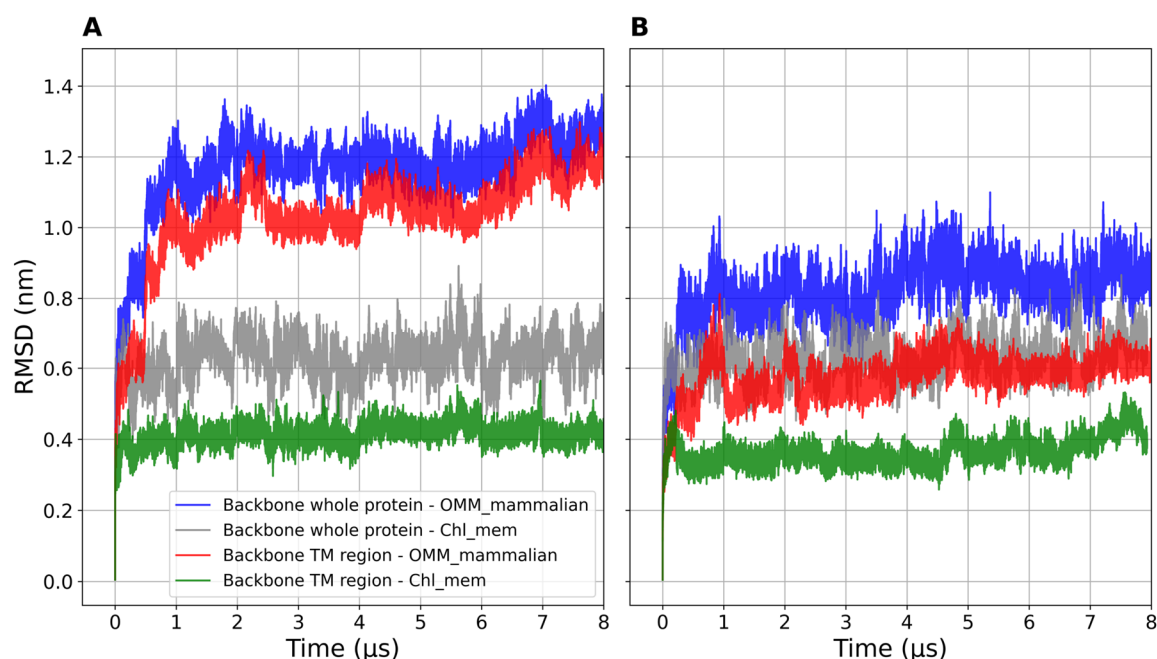 A
B
RMSD (nm)
1.4
1.2
1.0
0.8
0.6
0.4
0.2
0.0
Backbone whole protein - OMM_mammalian
Backbone whole protein - Chl_mem
Backbone TM region - OMM_mammalian
Backbone TM region - Chl_mem
0 1 2 3 4 5 6 7 8
Time (μs)
0 1 2 3 4 5 6 7 8
Time (μs)